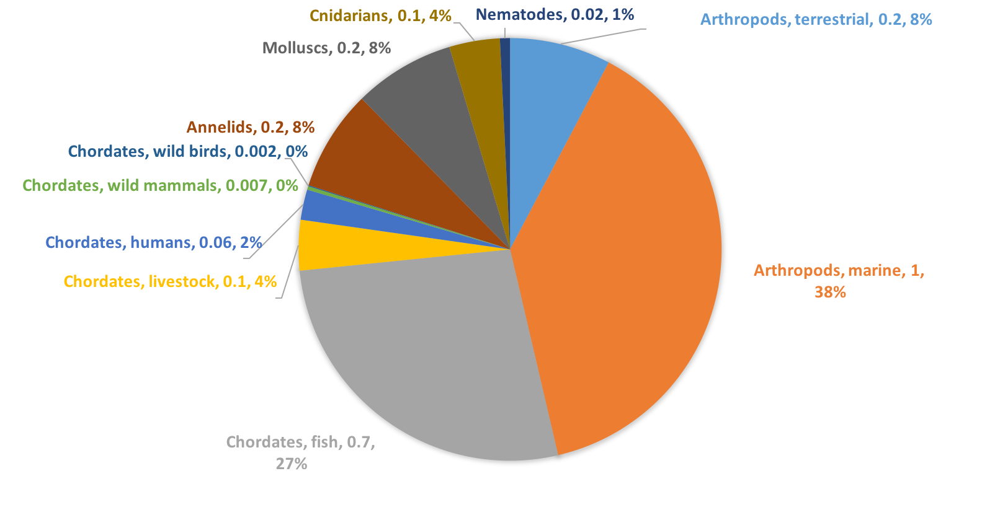 Cnidarians, 0.1, 4%
Nematodes, 0.02, 1%
Arthropods, terrestrial, 0.2, 8%
Molluscs, 0.2, 8%
Annelids, 0.2, 8%
Chordates, wild birds, 0.002, 0%
Chordates, wild mammals, 0.007, 0%
Chordates, humans, 0.06, 2%
Chordates, livestock, 0.1, 4%
Arthropods, marine, 1,
38%
Chordates, fish, 0.7,
27%